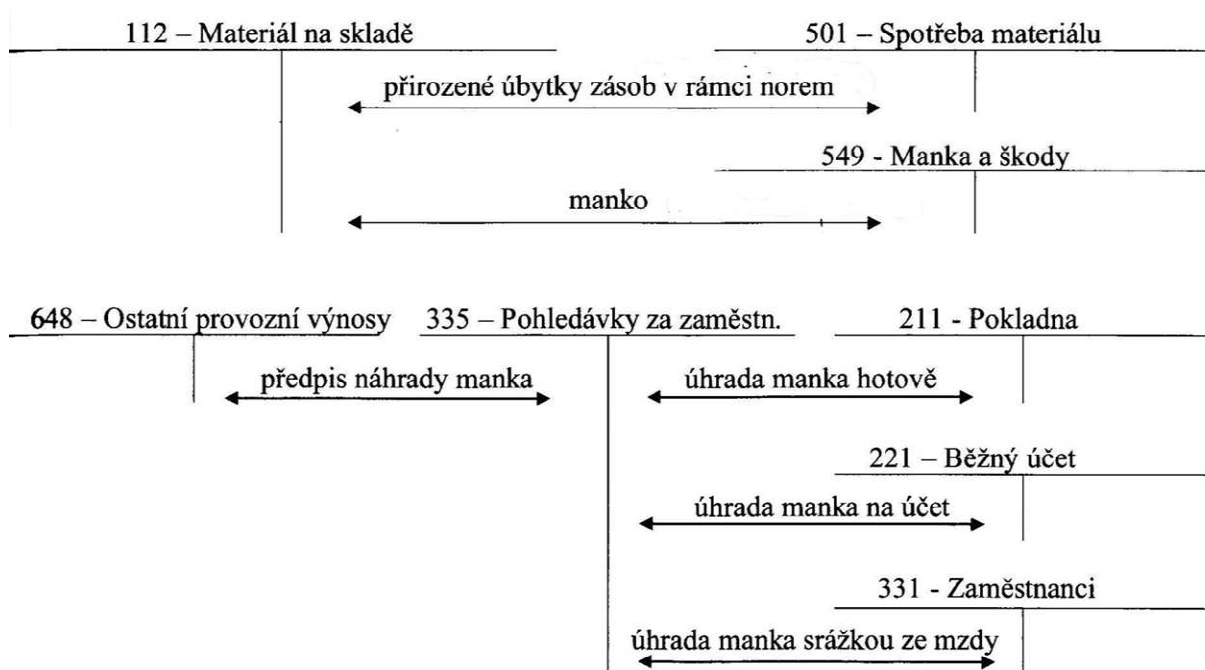 112 – Materiál na skladě 501 – Spotřeba materiálu
přirozené úbytky zásob v rámci norem
549 - Manka a škody
manko
648 – Ostatní provozní výnosy 335 – Pohledávky za zaměstn. 211 - Pokladna
předpis náhrady manka úhrada manka hotově
221 – Běžný účet
úhrada manka na účet
331 - Zaměstnanci
úhrada manka srážkou ze mzdy